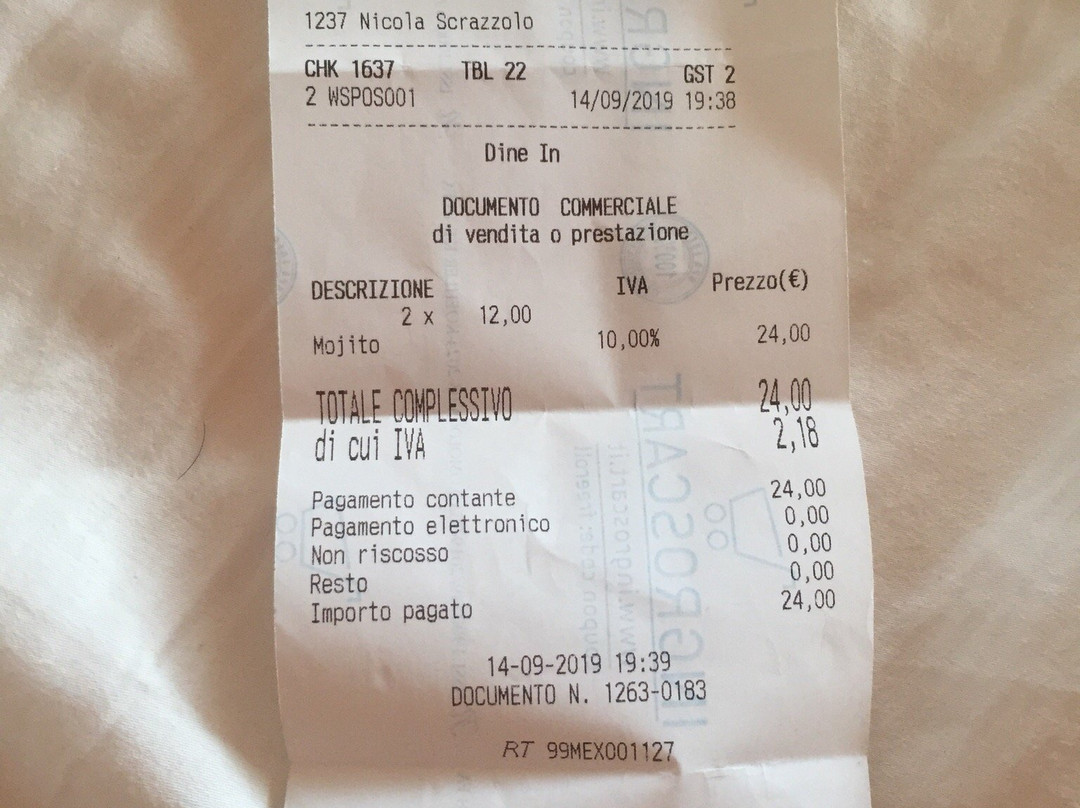 1237 Nicola Scrazzolo
CHK 1637 TBL 22 GST 2
2 WSPOS001 14/09/2019 19:38
Dine In
DOCUMENTO COMMERCIALE
di vendita o prestazione
DESCRIZIONE IVA Prezzo(€)
2 x 12,00
Mojito 10,00% 24,00
TOTALE COMPLESSIVO 24,00
di cui IVA 2,18
Pagamento contante 24,00
Pagamento elettronico 0,00
Non riscosso 0,00
Resto 0,00
Importo pagato 24,00
14-09-2019 19:39
DOCUMENTO N. 1263-0183
RT 99MEX001127